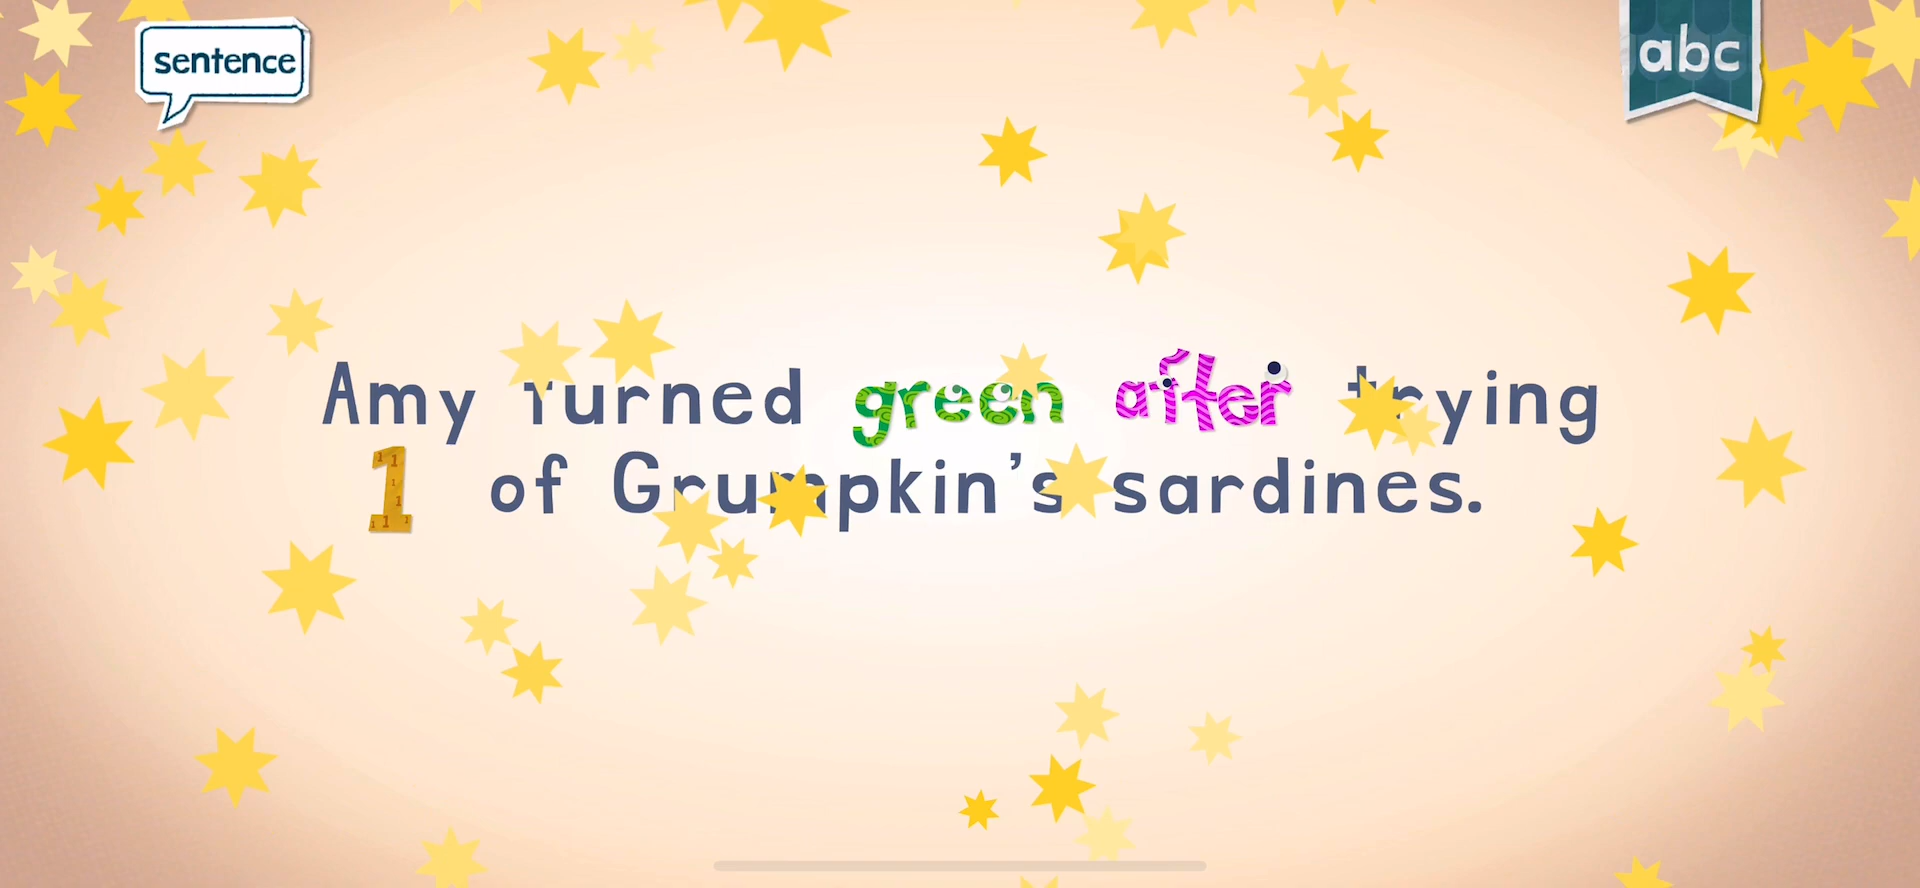 sentence
abc
Amy turned green after trying
1 of Grumpkin's sardines.